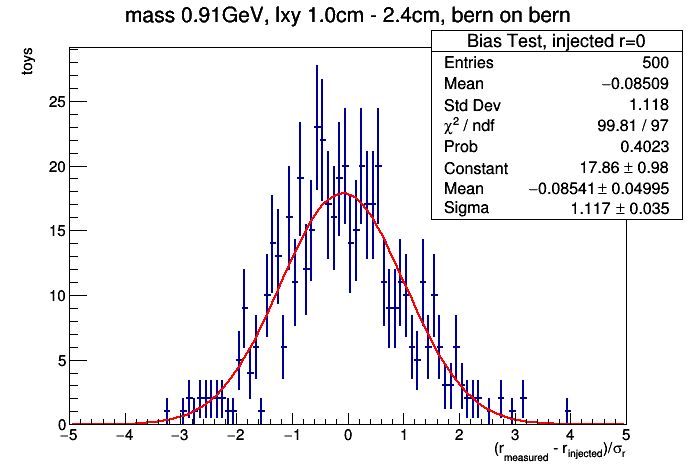 mass 0.91GeV, lxy 1.0cm - 2.4cm, bern on bern
toys
Bias Test, injected r=0
Entries 500
Mean −0.08509
Std Dev 1.118
χ² / ndf 99.81 / 97
Prob 0.4023
Constant 17.86 ± 0.98
Mean −0.08541 ± 0.04995
Sigma 1.117 ± 0.035
25
20
15
10
5
0
−5 −4 −3 −2 −1 0 1 2 3 4 5
(r_measured - r_injected)/σ_r